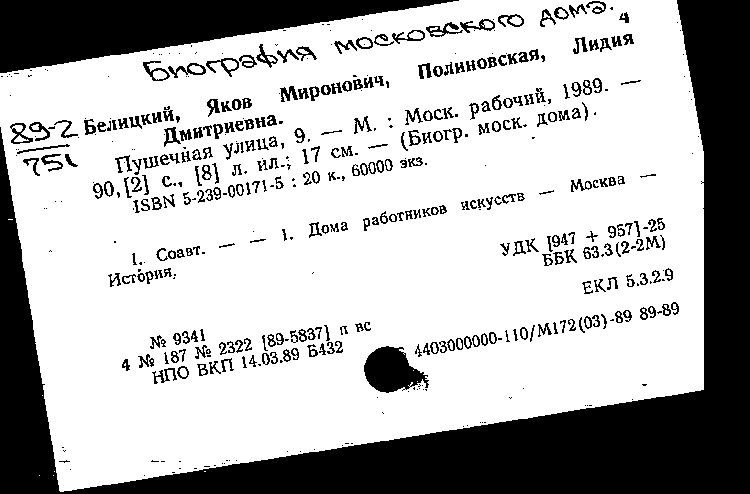 Биография московского дома.
4
89-2
751
Белицкий, Яков Миронович, Полиновская, Лидия
Дмитриевна.
Пушечная улица, 9. — М. : Моск. рабочий, 1989. —
90, [2] с., [8] л. ил.; 17 см. — (Биогр. моск. дома).
ISBN 5-239-00171-5 : 20 к., 60000 экз.
1. Соавт. — — 1. Дома работников искусств — Москва —
История.
УДК [947 + 957]-25
ББК 63.3(2-2М)
ЕКЛ 5.3.2.9
№ 9341
4 № 187 № 2322 [89-5837] п вс
НПО ВКП 14.03.89 Б432
4403000000-110/М172(03)-89 89-89